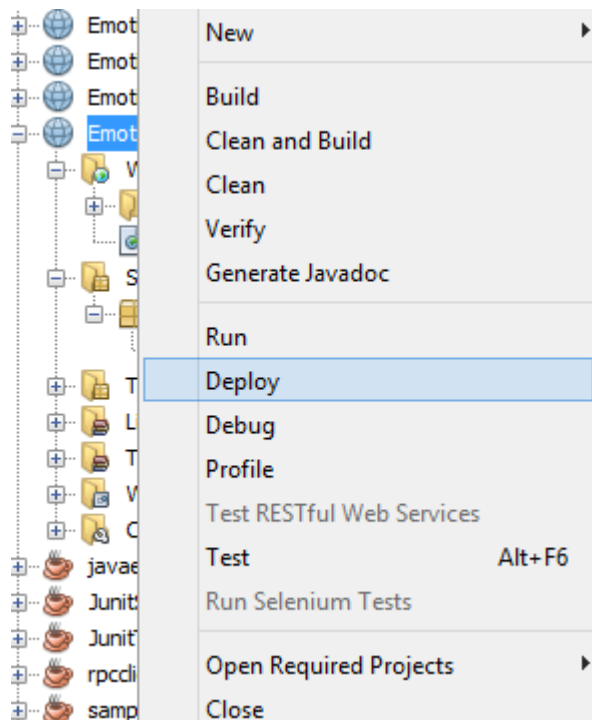 Emot
Emot
Emot
Emot
javae
Junit
rpccli
samp
New
Build
Clean and Build
Clean
Verify
Generate Javadoc
Run
Deploy
Debug
Profile
Test RESTful Web Services
Test Alt+F6
Run Selenium Tests
Open Required Projects
Close